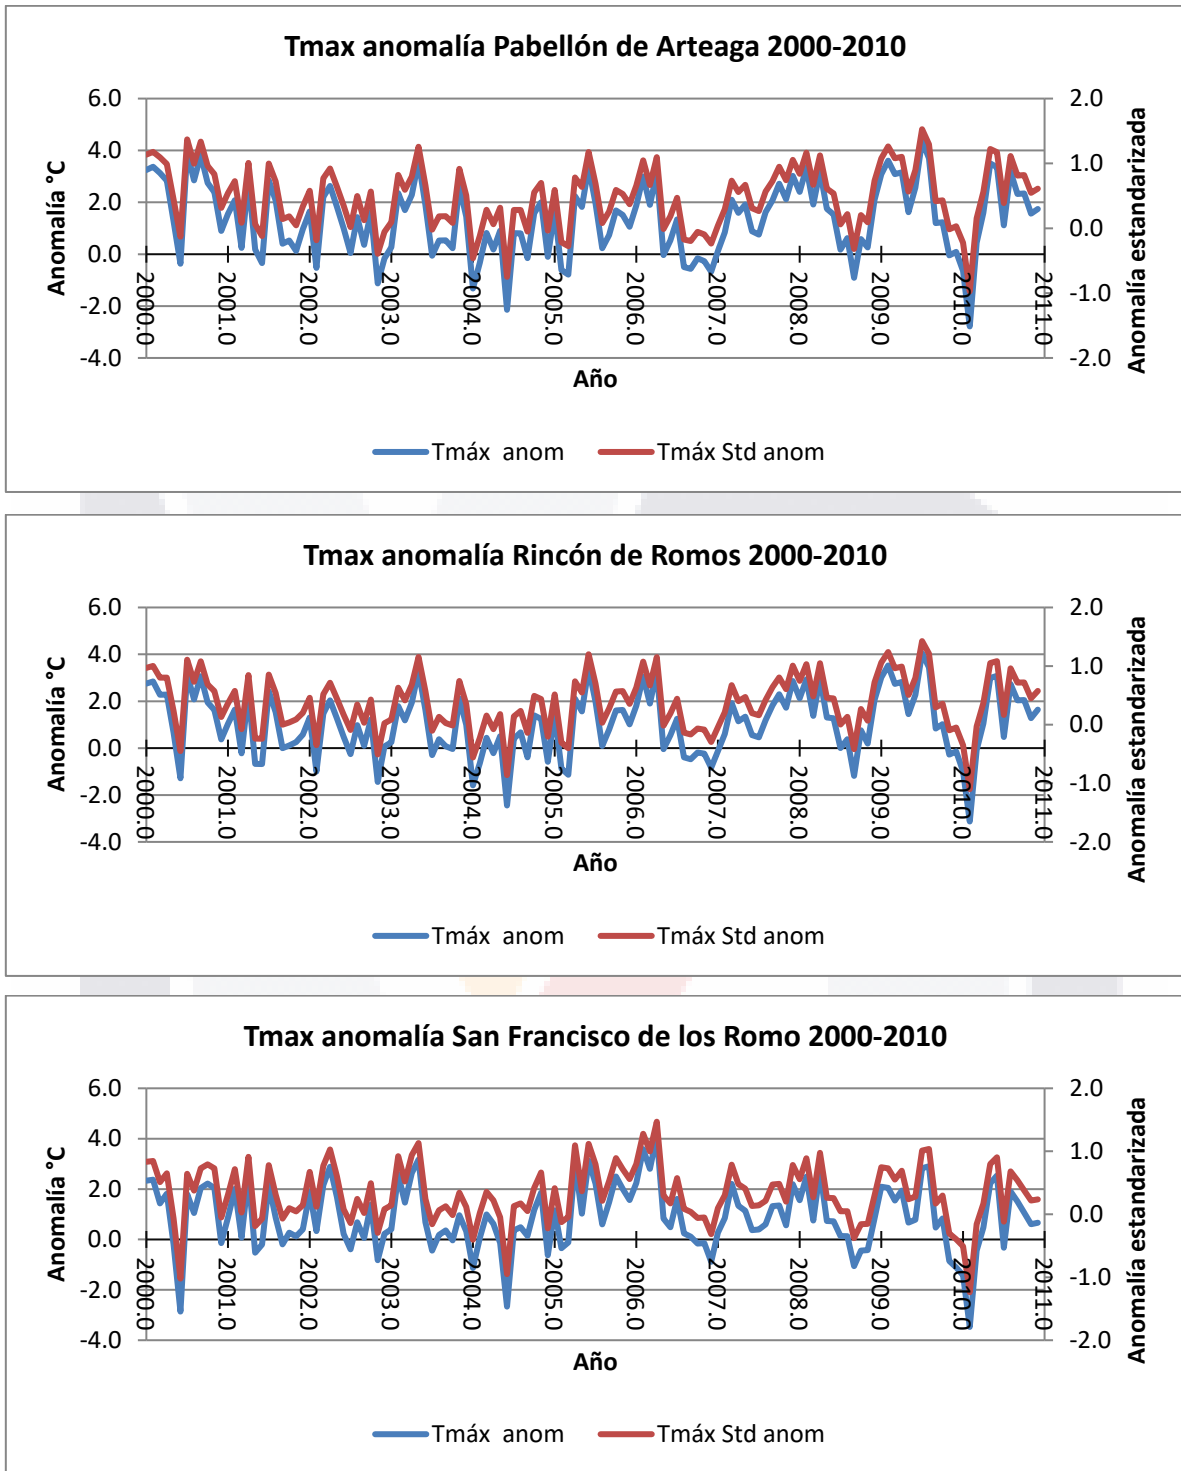 Tmax anomalía Pabellón de Arteaga 2000-2010
Anomalía °C
Anomalía estandarizada
6.0
4.0
2.0
0.0
-2.0
-4.0
2.0
1.0
0.0
-1.0
-2.0
2000.0 2001.0 2002.0 2003.0 2004.0 2005.0 2006.0 2007.0 2008.0 2009.0 2010.0 2011.0
Año
Tmáx anom Tmáx Std anom
Tmax anomalía Rincón de Romos 2000-2010
Anomalía °C
Anomalía estandarizada
6.0
4.0
2.0
0.0
-2.0
-4.0
2.0
1.0
0.0
-1.0
-2.0
2000.0 2001.0 2002.0 2003.0 2004.0 2005.0 2006.0 2007.0 2008.0 2009.0 2010.0 2011.0
Año
Tmáx anom Tmáx Std anom
Tmax anomalía San Francisco de los Romo 2000-2010
Anomalía °C
Anomalía estandarizada
6.0
4.0
2.0
0.0
-2.0
-4.0
2.0
1.0
0.0
-1.0
-2.0
2000.0 2001.0 2002.0 2003.0 2004.0 2005.0 2006.0 2007.0 2008.0 2009.0 2010.0 2011.0
Año
Tmáx anom Tmáx Std anom